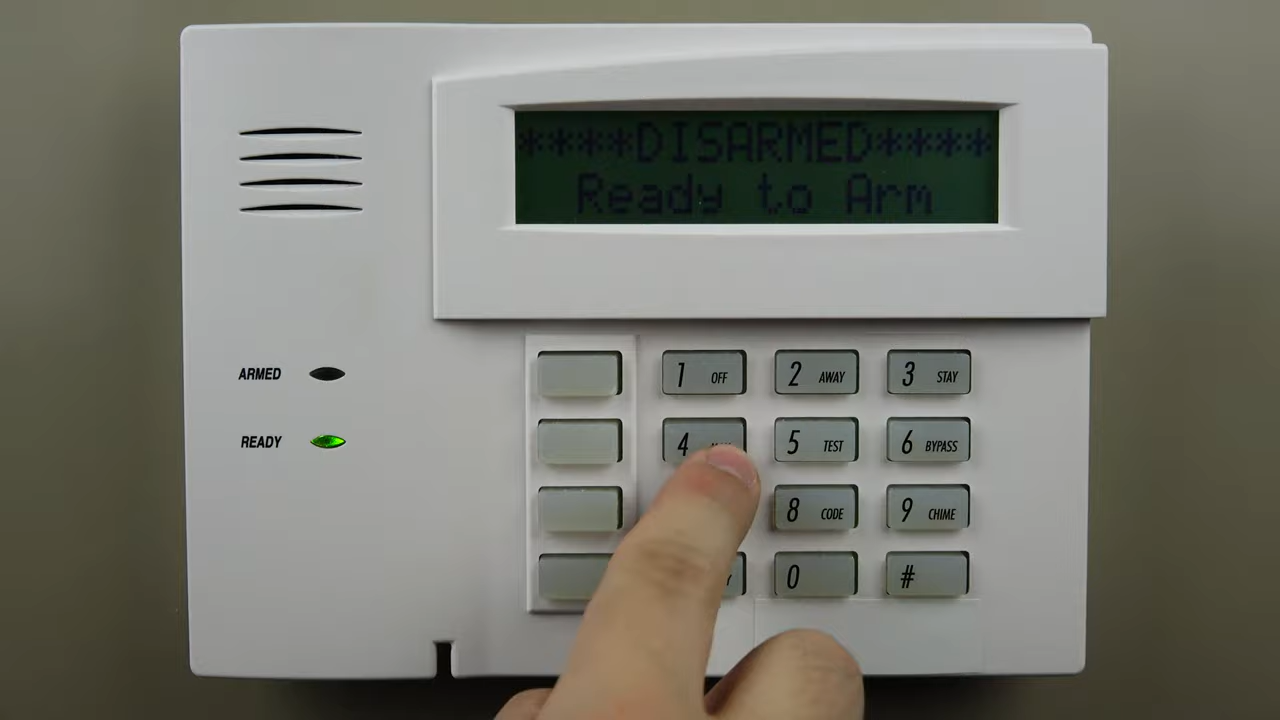 ****DISARMED****
Ready to Arm
ARMED
READY
1 OFF
2 AWAY
3 STAY
4
5 TEST
6 BYPASS
8 CODE
9 CHIME
0
#